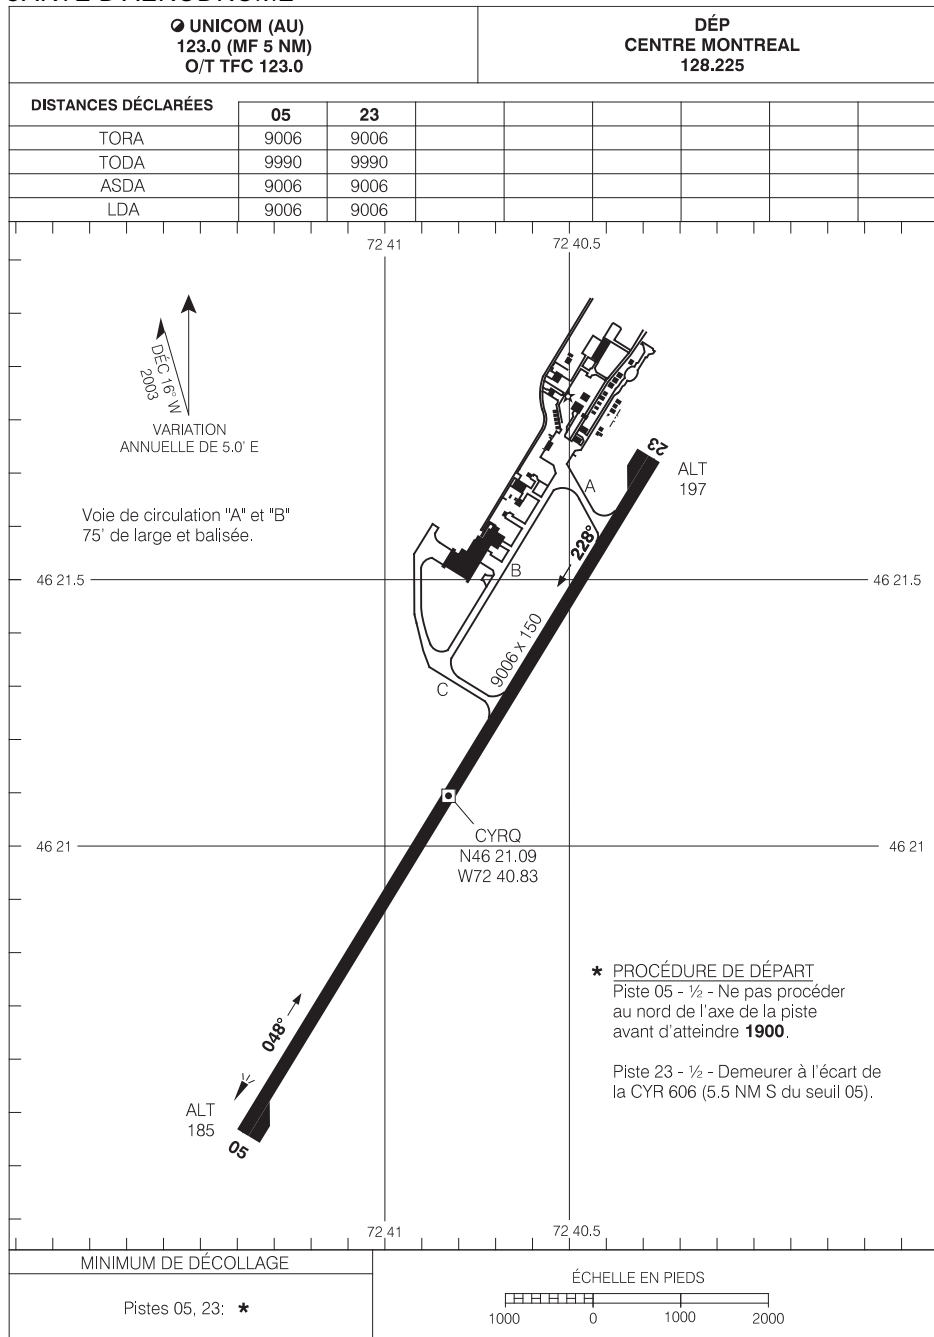 CARTE D'AÉRODROME
UNICOM (AU)
123.0 (MF 5 NM)
O/T TFC 123.0
DÉP
CENTRE MONTREAL
128.225
DISTANCES DÉCLARÉES 05 23
TORA 9006 9006
TODA 9990 9990
ASDA 9006 9006
LDA 9006 9006
72 41 72 40.5
DÉC 16° W
2003
VARIATION
ANNUELLE DE 5.0' E
23
ALT
197
A
Voie de circulation "A" et "B"
75' de large et balisée.
228°
46 21.5 46 21.5
B
9006 x 150
C
CYRQ
46 21 46 21
N46 21.09
W72 40.83
* PROCÉDURE DE DÉPART
Piste 05 - ½ - Ne pas procéder
au nord de l'axe de la piste
avant d'atteindre 1900.
Piste 23 - ½ - Demeurer à l'écart de
la CYR 606 (5.5 NM S du seuil 05).
048°
ALT
185
05
72 41 72 40.5
MINIMUM DE DÉCOLLAGE
Pistes 05, 23: *
ÉCHELLE EN PIEDS
1000 0 1000 2000